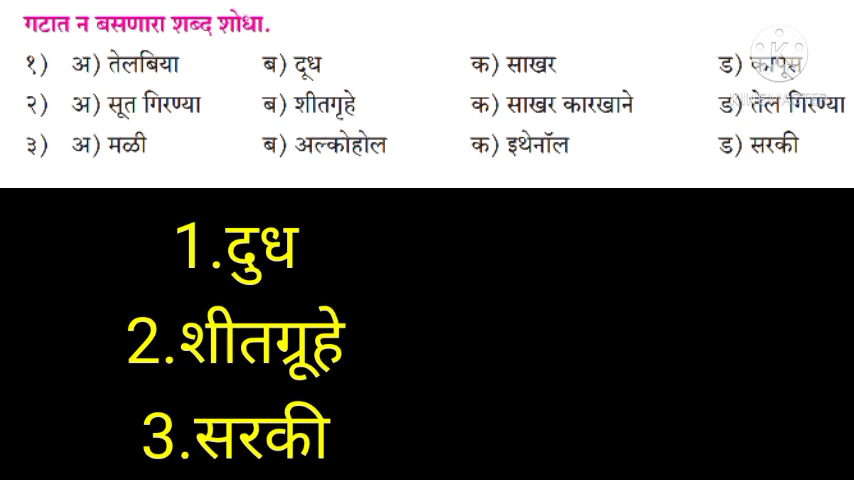 गटात न बसणारा शब्द शोधा.
१) अ) तेलबिया ब) दूध क) साखर ड) कापूस
२) अ) सूत गिरण्या ब) शीतगृहे क) साखर कारखाने ड) तेल गिरण्या
३) अ) मळी ब) अल्कोहोल क) इथेनॉल ड) सरकी
1.दुध
2.शीतग्रूहे
3.सरकी